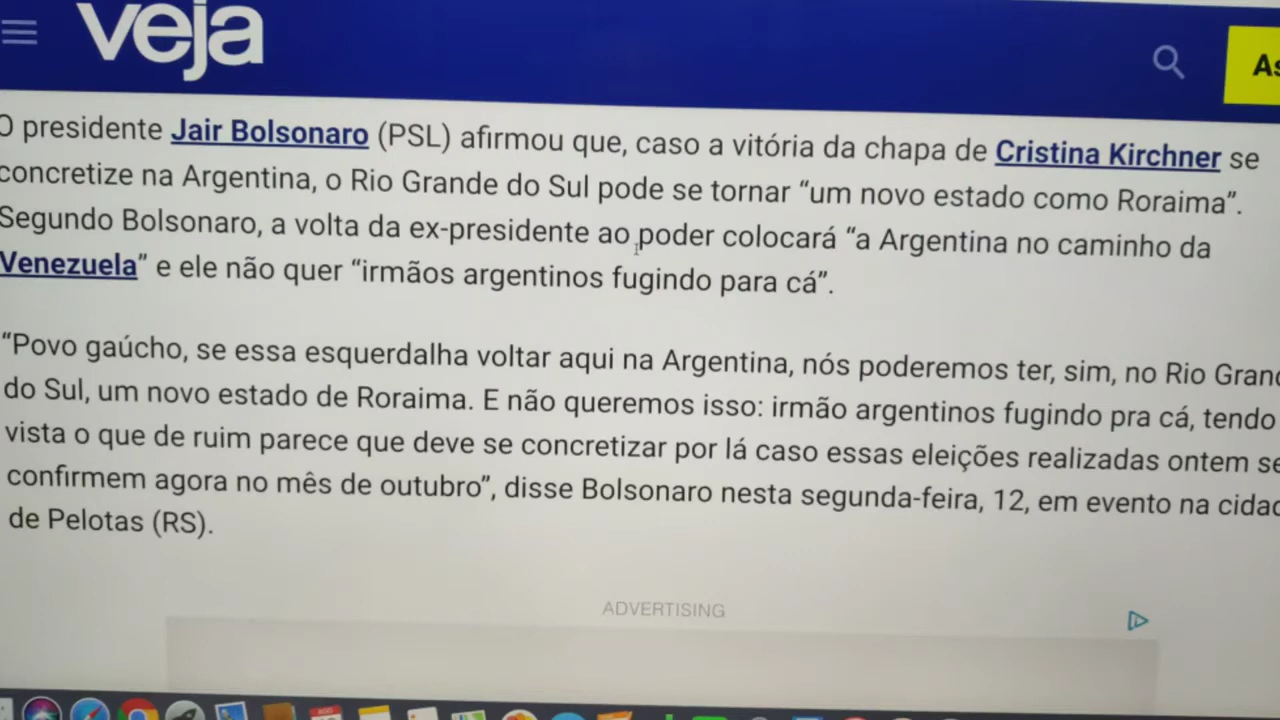 veja
As
O presidente Jair Bolsonaro (PSL) afirmou que, caso a vitória da chapa de Cristina Kirchner se
concretize na Argentina, o Rio Grande do Sul pode se tornar “um novo estado como Roraima”.
Segundo Bolsonaro, a volta da ex-presidente ao poder colocará “a Argentina no caminho da
Venezuela” e ele não quer “irmãos argentinos fugindo para cá”.
“Povo gaúcho, se essa esquerdalha voltar aqui na Argentina, nós poderemos ter, sim, no Rio Grand
do Sul, um novo estado de Roraima. E não queremos isso: irmão argentinos fugindo pra cá, tendo
vista o que de ruim parece que deve se concretizar por lá caso essas eleições realizadas ontem se
confirmem agora no mês de outubro”, disse Bolsonaro nesta segunda-feira, 12, em evento na cidad
de Pelotas (RS).
ADVERTISING